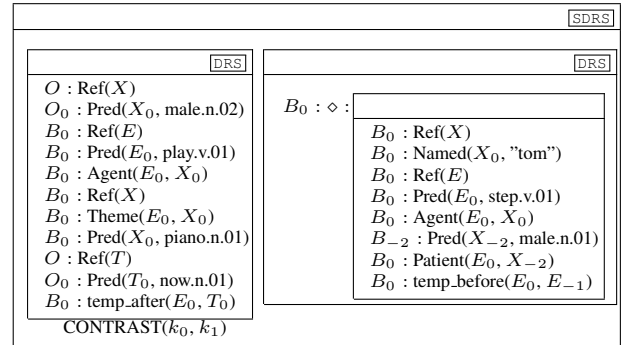 SDRS
DRS
O : Ref(X)
O₀ : Pred(X₀, male.n.02)
B₀ : Ref(E)
B₀ : Pred(E₀, play.v.01)
B₀ : Agent(E₀, X₀)
B₀ : Ref(X)
B₀ : Theme(E₀, X₀)
B₀ : Pred(X₀, piano.n.01)
O : Ref(T)
O₀ : Pred(T₀, now.n.01)
B₀ : temp_after(E₀, T₀)
DRS
B₀ : ⋄ :
B₀ : Ref(X)
B₀ : Named(X₀, ”tom”)
B₀ : Ref(E)
B₀ : Pred(E₀, step.v.01)
B₀ : Agent(E₀, X₀)
B₋₂ : Pred(X₋₂, male.n.01)
B₀ : Patient(E₀, X₋₂)
B₀ : temp_before(E₀, E₋₁)
CONTRAST(k₀, k₁)